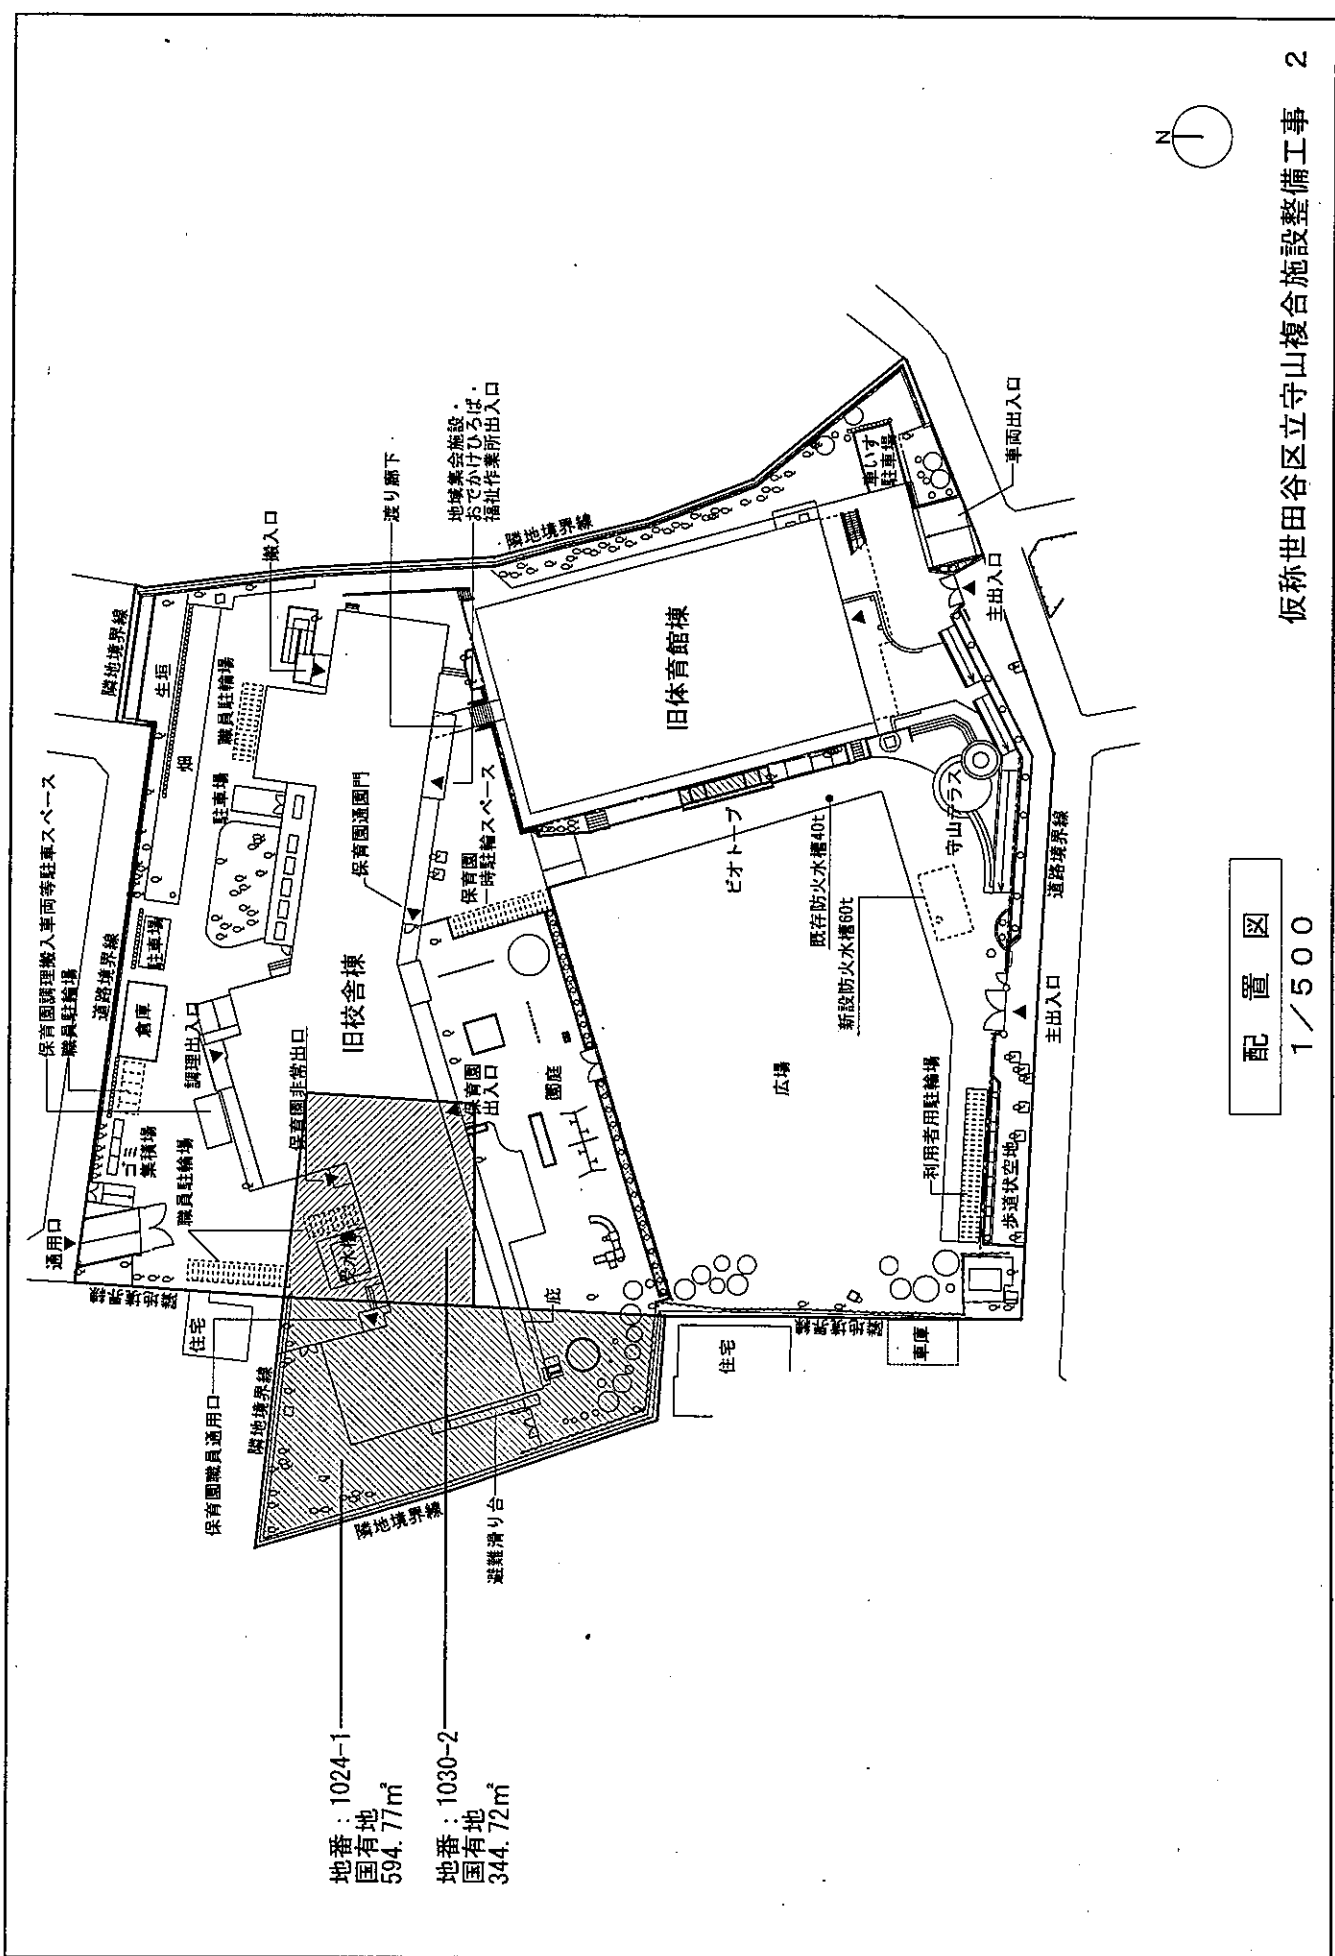 仮称世田谷区立守山複合施設整備工事 2
N
配置図
1/500
通用口
保育園調理搬入車両等駐車スペース
職員駐輪場
道路境界線
隣地境界線
生垣
畑
倉庫
駐車場
ゴミ
集積場
調理出入口
駐車場
職員駐輪場
搬入口
職員駐輪場
隣地境界線
住宅
隣地境界線
保育園職員通用口
受水槽
保育園非常出口
旧校舎棟
保育園通園門
渡り廊下
地域集会施設・
おでかけひろば・
福祉作業所出入口
保育園
一時駐輪スペース
保育園
出入口
園庭
庇
避難滑り台
隣地境界線
地番：1024-1
国有地
594.77㎡
地番：1030-2
国有地
344.72㎡
隣地境界線
旧体育館棟
車いす
駐車場
車両出入口
主出入口
ビオトープ
既存防火水槽40t
新設防火水槽60t
守山テラス
広場
道路境界線
主出入口
利用者用駐輪場
歩道状空地
住宅
隣地境界線
車庫